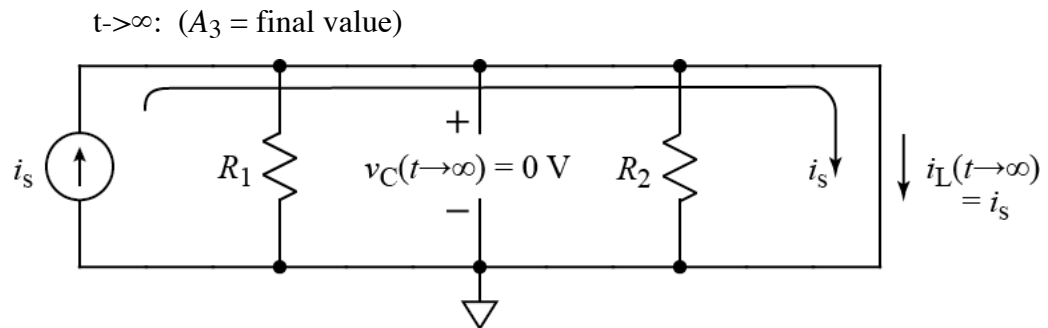 t->∞: (A3 = final value)
is
R1
+
vC(t→∞) = 0 V
−
R2
is
iL(t→∞)
= is